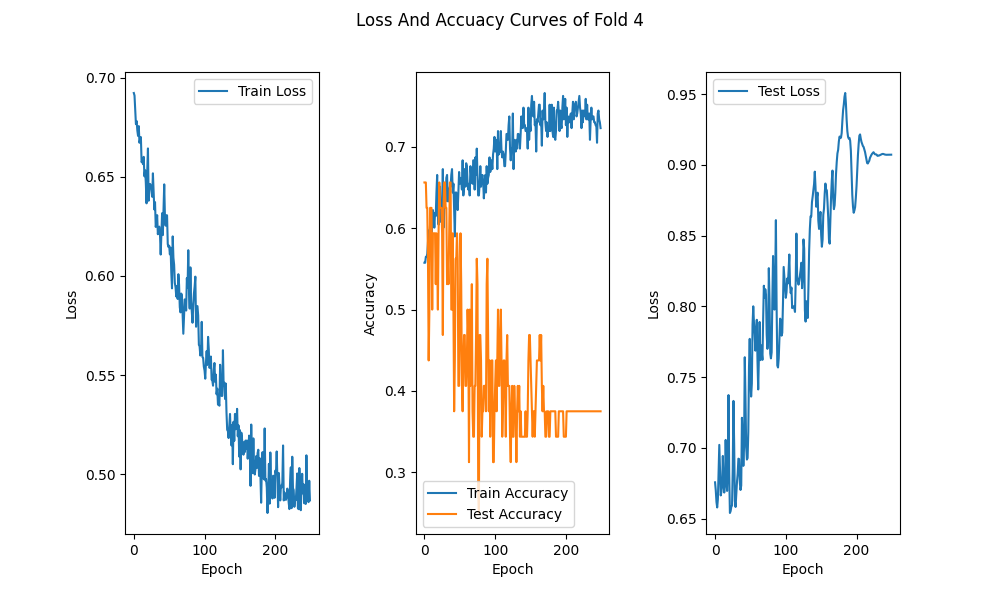 Loss And Accuacy Curves of Fold 4
0.70
0.65
0.60
0.55
0.50
Loss
0
100
200
Epoch
Train Loss
0.7
0.6
0.5
0.4
0.3
Accuracy
0
100
200
Epoch
Train Accuracy
Test Accuracy
0.95
0.90
0.85
0.80
0.75
0.70
0.65
Loss
0
100
200
Epoch
Test Loss